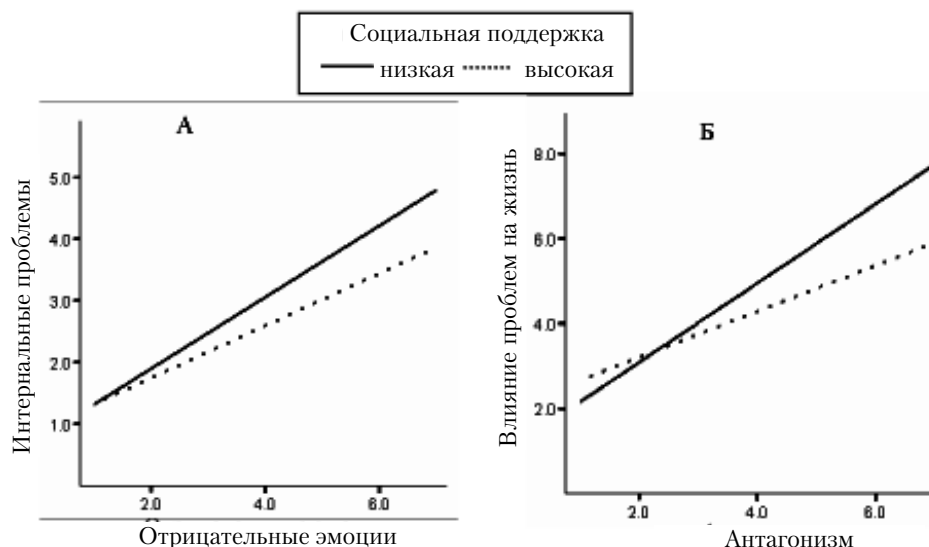 Социальная поддержка
низкая высокая
А
Интернальные проблемы
5.0
4.0
3.0
2.0
1.0
2.0 4.0 6.0
Отрицательные эмоции
Б
Влияние проблем на жизнь
8.0
6.0
4.0
2.0
2.0 4.0 6.0
Антагонизм